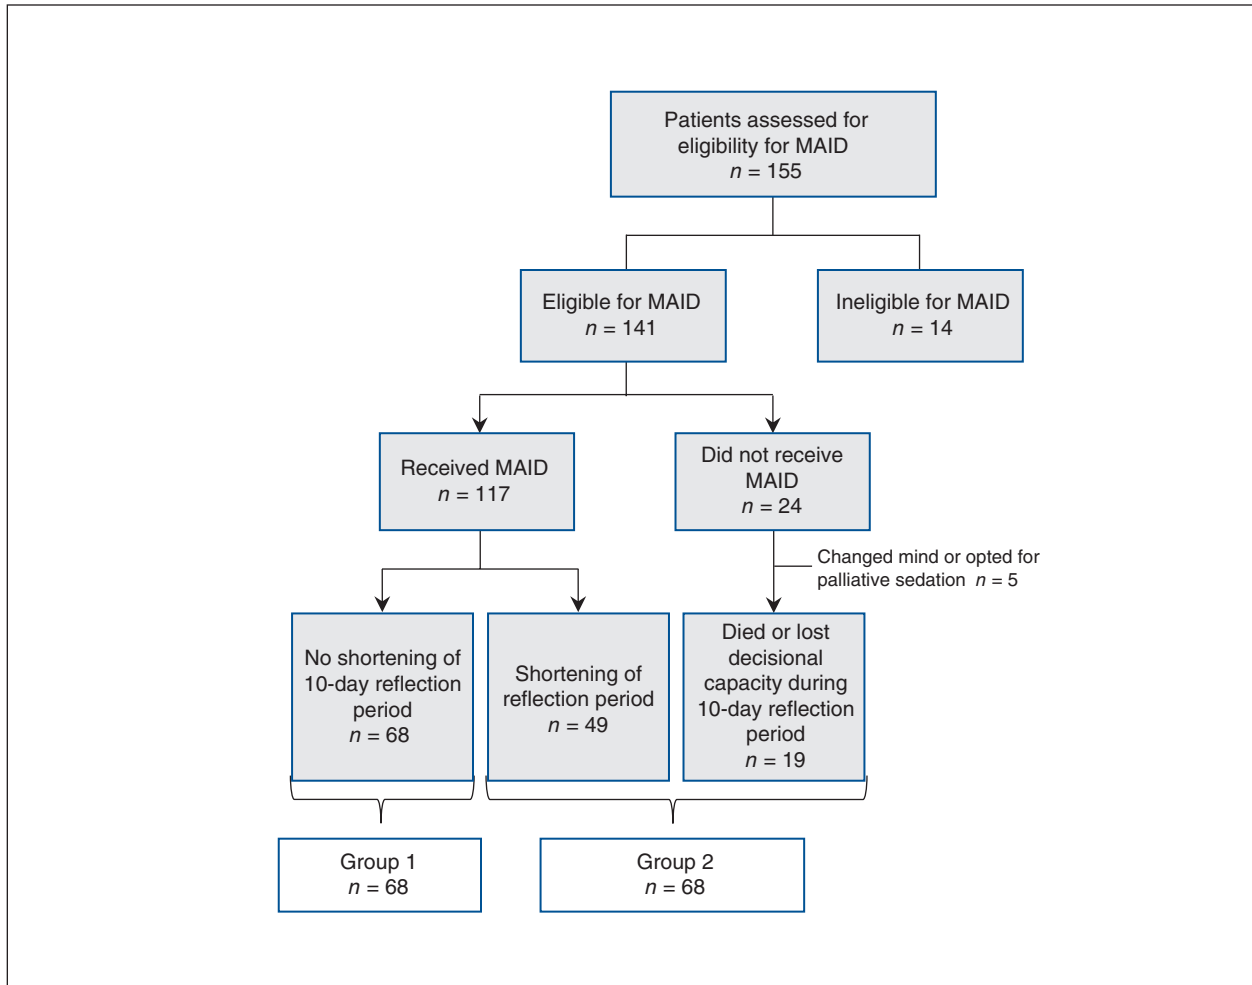 Patients assessed for
eligibility for MAID
n = 155
Eligible for MAID
n = 141
Ineligible for MAID
n = 14
Received MAID
n = 117
Did not receive
MAID
n = 24
Changed mind or opted for
palliative sedation n = 5
No shortening of
10-day reflection
period
n = 68
Shortening of
reflection period
n = 49
Died or lost
decisional
capacity during
10-day reflection
period
n = 19
Group 1
n = 68
Group 2
n = 68